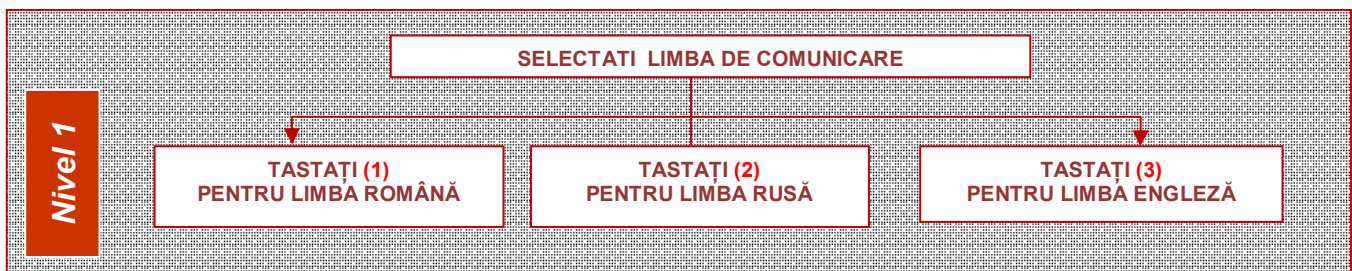 SELECTATI LIMBA DE COMUNICARE
Nivel 1
TASTAȚI (1)
PENTRU LIMBA ROMÂNĂ
TASTAȚI (2)
PENTRU LIMBA RUSĂ
TASTAȚI (3)
PENTRU LIMBA ENGLEZĂ